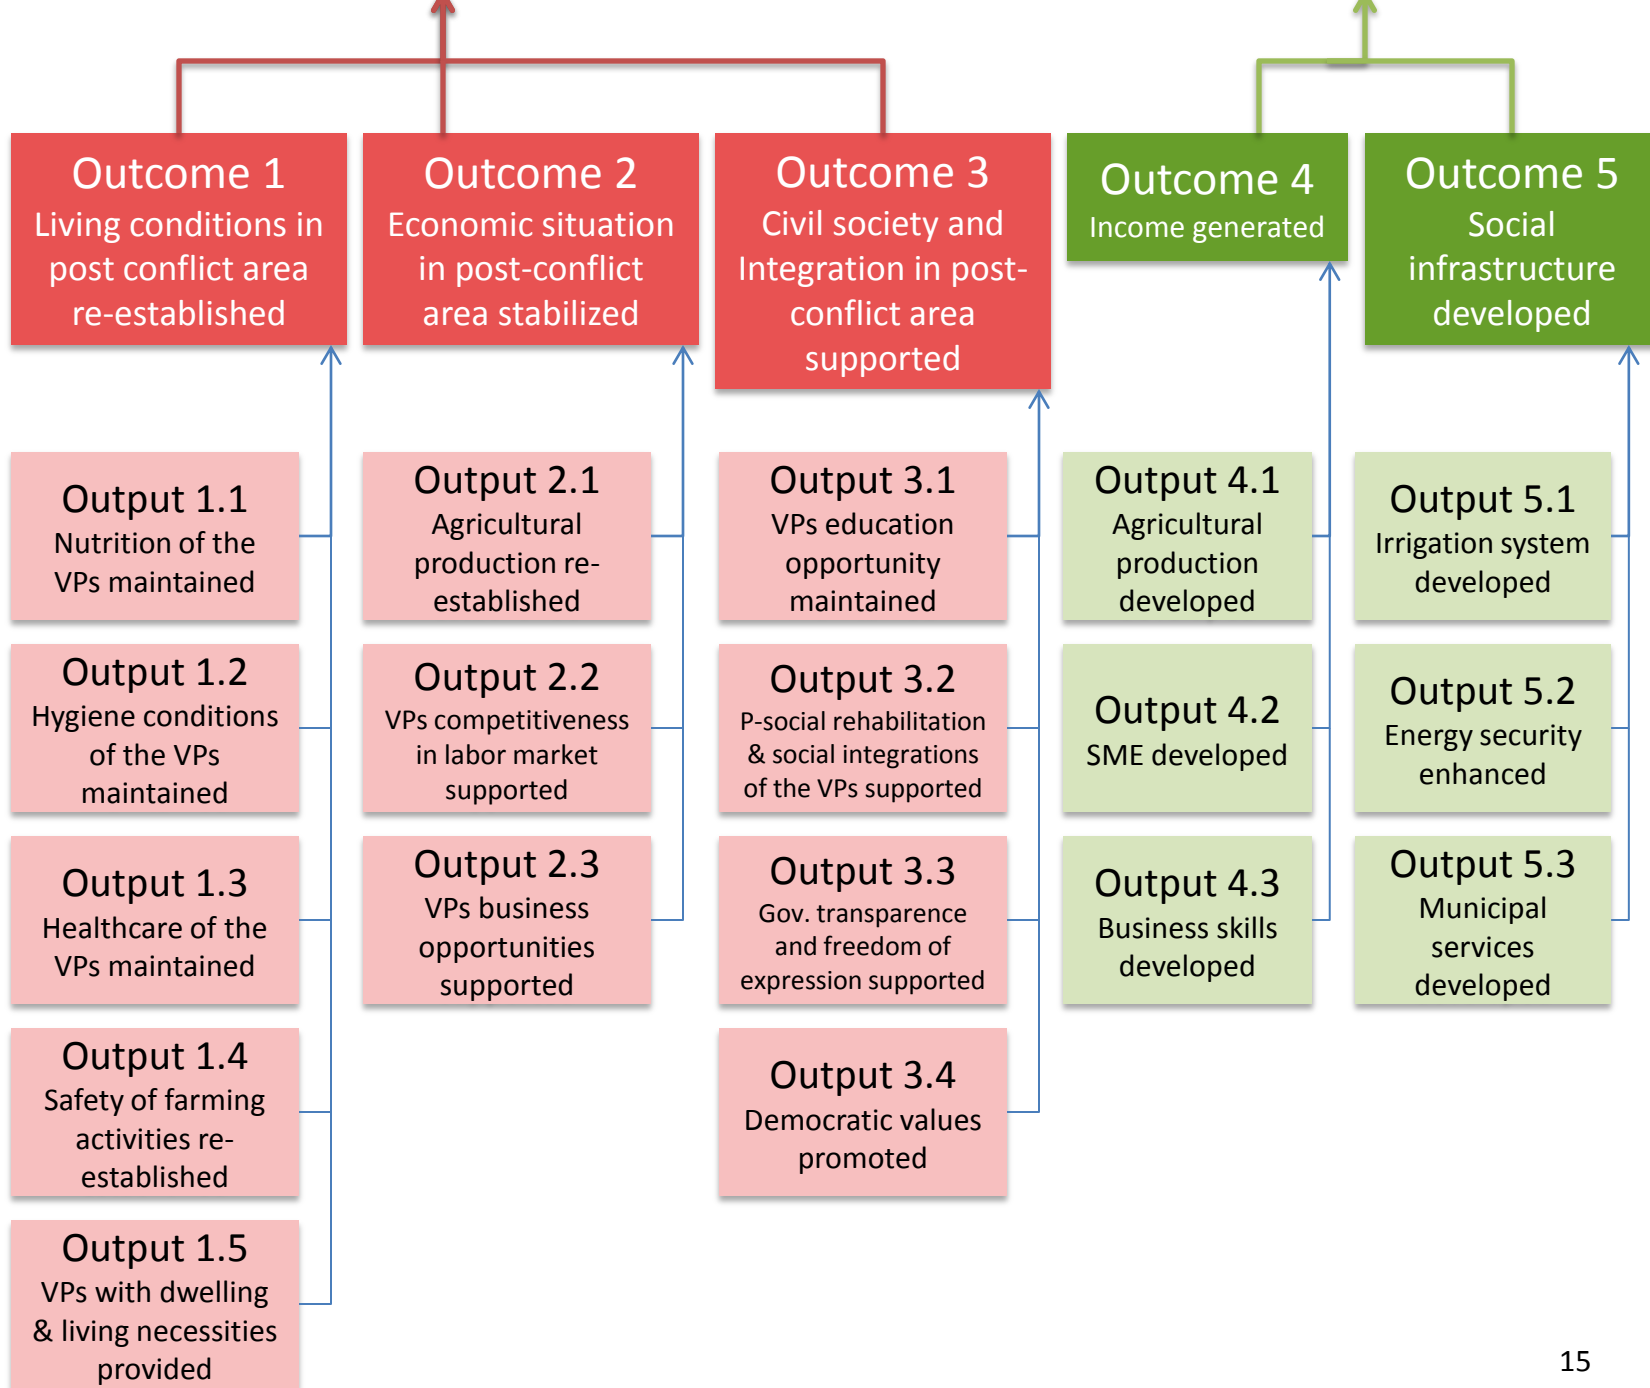 Outcome 1
Living conditions in
post conflict area
re-established
Outcome 2
Economic situation
in post-conflict
area stabilized
Outcome 3
Civil society and
Integration in post-
conflict area
supported
Outcome 4
Income generated
Outcome 5
Social
infrastructure
developed
Output 1.1
Nutrition of the
VPs maintained
Output 1.2
Hygiene conditions
of the VPs
maintained
Output 1.3
Healthcare of the
VPs maintained
Output 1.4
Safety of farming
activities re-
established
Output 1.5
VPs with dwelling
& living necessities
provided
Output 2.1
Agricultural
production re-
established
Output 2.2
VPs competitiveness
in labor market
supported
Output 2.3
VPs business
opportunities
supported
Output 3.1
VPs education
opportunity
maintained
Output 3.2
P-social rehabilitation
& social integrations
of the VPs supported
Output 3.3
Gov. transparence
and freedom of
expression supported
Output 3.4
Democratic values
promoted
Output 4.1
Agricultural
production
developed
Output 4.2
SME developed
Output 4.3
Business skills
developed
Output 5.1
Irrigation system
developed
Output 5.2
Energy security
enhanced
Output 5.3
Municipal
services
developed
15